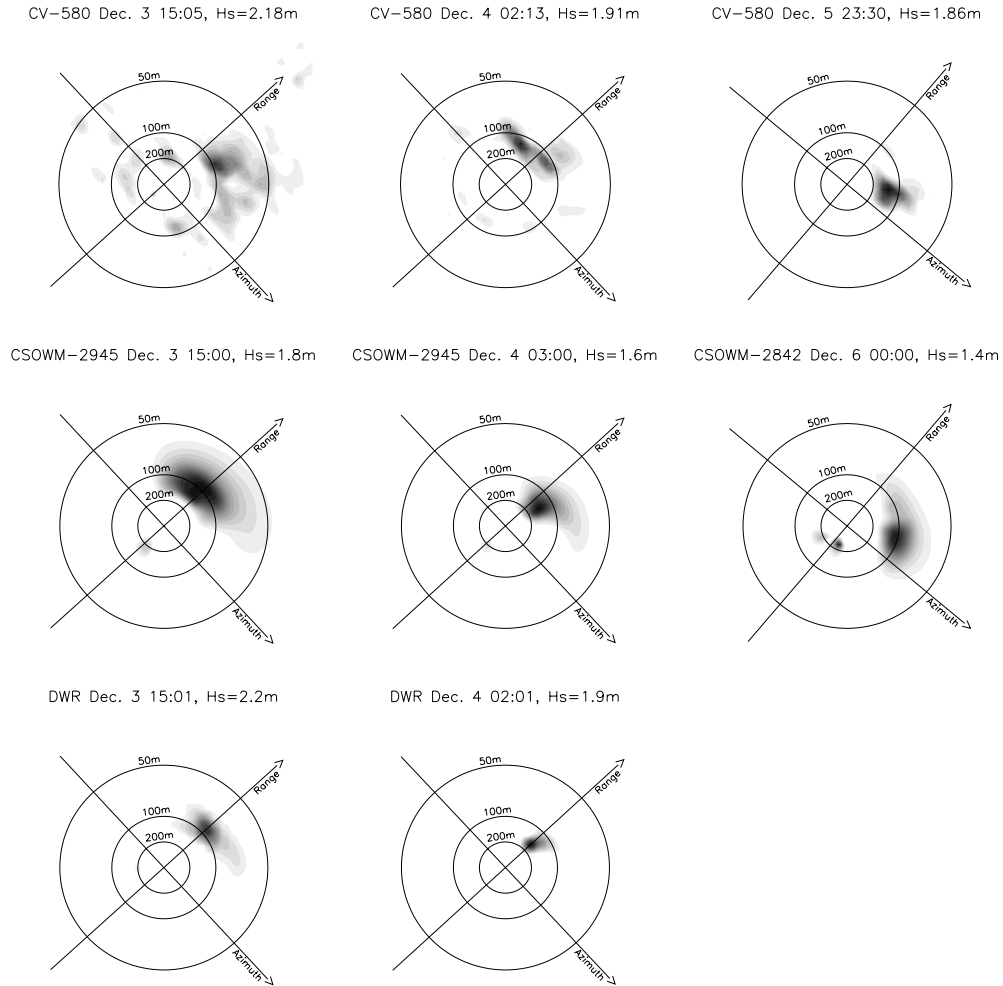 CV-580 Dec. 3 15:05, Hs=2.18m
50m
100m
200m
Range
Azimuth
CV-580 Dec. 4 02:13, Hs=1.91m
50m
100m
200m
Range
Azimuth
CV-580 Dec. 5 23:30, Hs=1.86m
50m
100m
200m
Range
Azimuth
CSOWM-2945 Dec. 3 15:00, Hs=1.8m
50m
100m
200m
Range
Azimuth
CSOWM-2945 Dec. 4 03:00, Hs=1.6m
50m
100m
200m
Range
Azimuth
CSOWM-2842 Dec. 6 00:00, Hs=1.4m
50m
100m
200m
Range
Azimuth
DWR Dec. 3 15:01, Hs=2.2m
50m
100m
200m
Range
Azimuth
DWR Dec. 4 02:01, Hs=1.9m
50m
100m
200m
Range
Azimuth